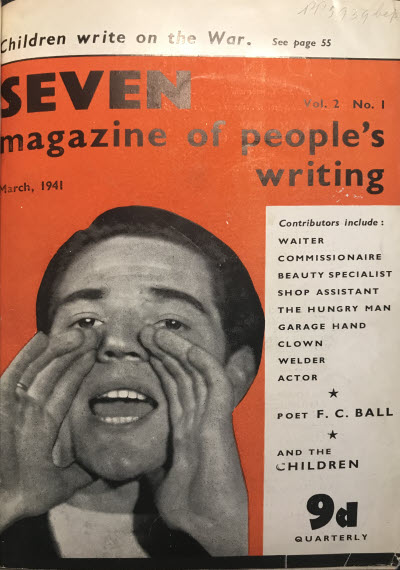 Children write on the War. See page 55
SEVEN
Vol. 2 No. 1
magazine of people's
March, 1941
writing
Contributors include :
WAITER
COMMISSIONAIRE
BEAUTY SPECIALIST
SHOP ASSISTANT
THE HUNGRY MAN
GARAGE HAND
CLOWN
WELDER
ACTOR
★
POET F. C. BALL
★
AND THE
CHILDREN
9d
QUARTERLY